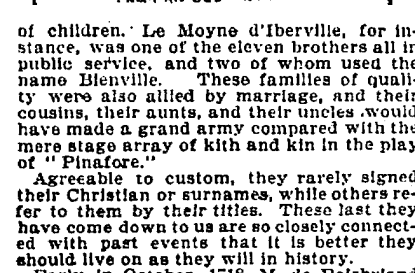 of children. Le Moyne d'Iberville, for in-
stance, was one of the eleven brothers all in
public service, and two of whom used the
name Bienville. These families of quali-
ty were also allied by marriage, and their
cousins, their aunts, and their uncles would
have made a grand army compared with the
mere stage array of kith and kin in the play
of "Pinafore."
Agreeable to custom, they rarely signed
their Christian or surnames, while others re-
fer to them by their titles. These last they
have come down to us are so closely connect-
ed with past events that it is better they
should live on as they will in history.